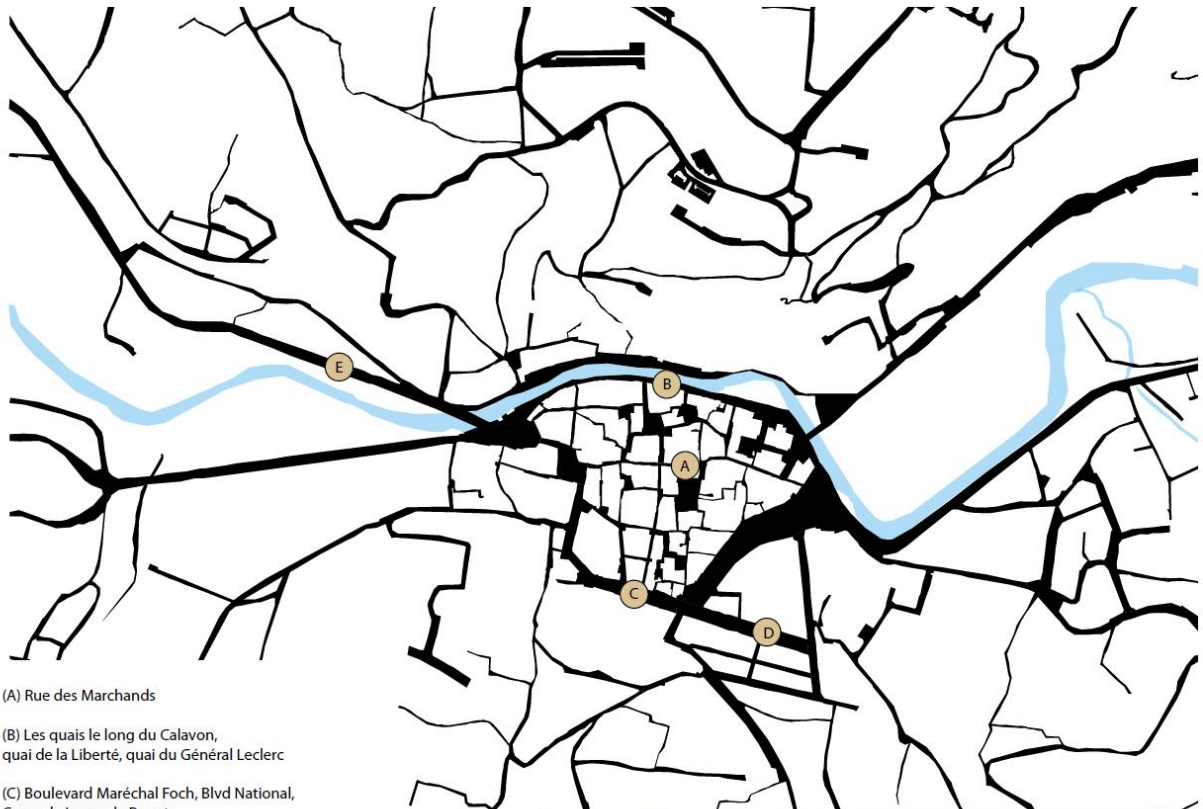 E
B
A
C
D
(A) Rue des Marchands
(B) Les quais le long du Calavon,
quai de la Liberté, quai du Général Leclerc
(C) Boulevard Maréchal Foch, Blvd National,